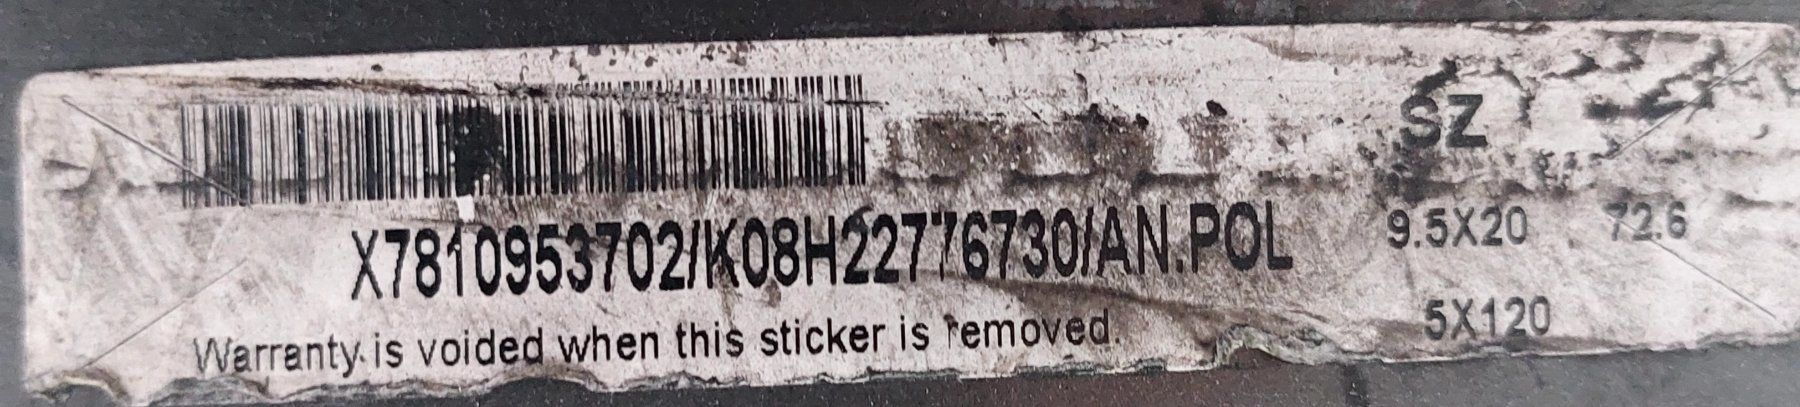 SZ
X7810953702/K08H22776730/AN.POL
9.5X20 72.6
5X120
Warranty is voided when this sticker is removed.